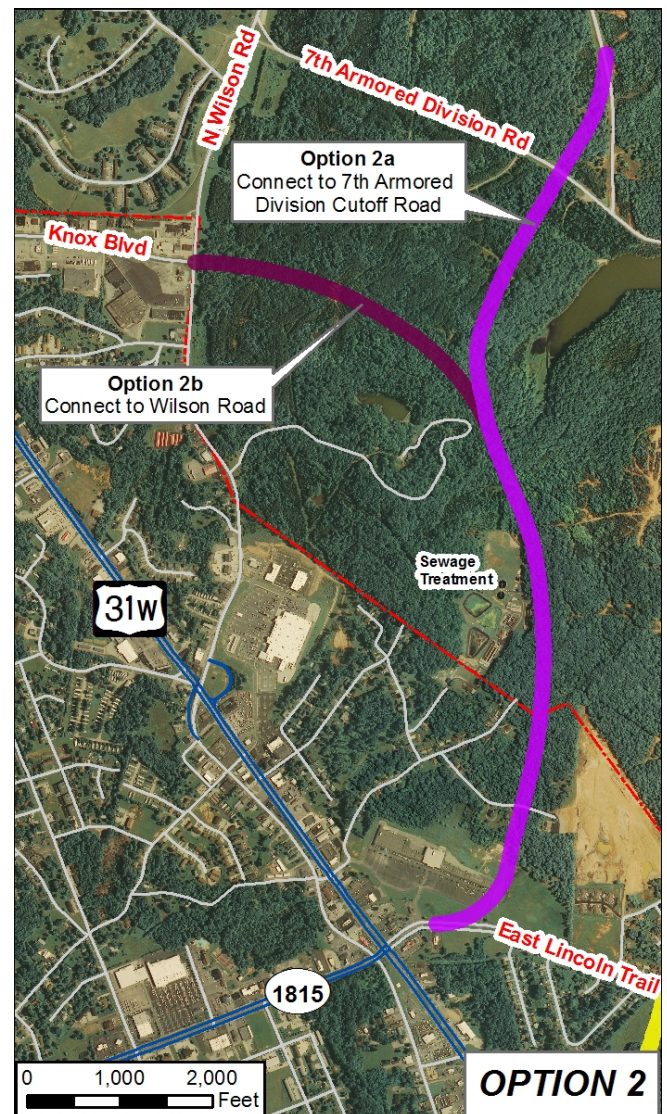 N Wilson Rd
7th Armored Division Rd
Option 2a
Connect to 7th Armored
Division Cutoff Road
Knox Blvd
Option 2b
Connect to Wilson Road
Sewage
Treatment
31W
East Lincoln Trail
1815
0 1,000 2,000
Feet
OPTION 2